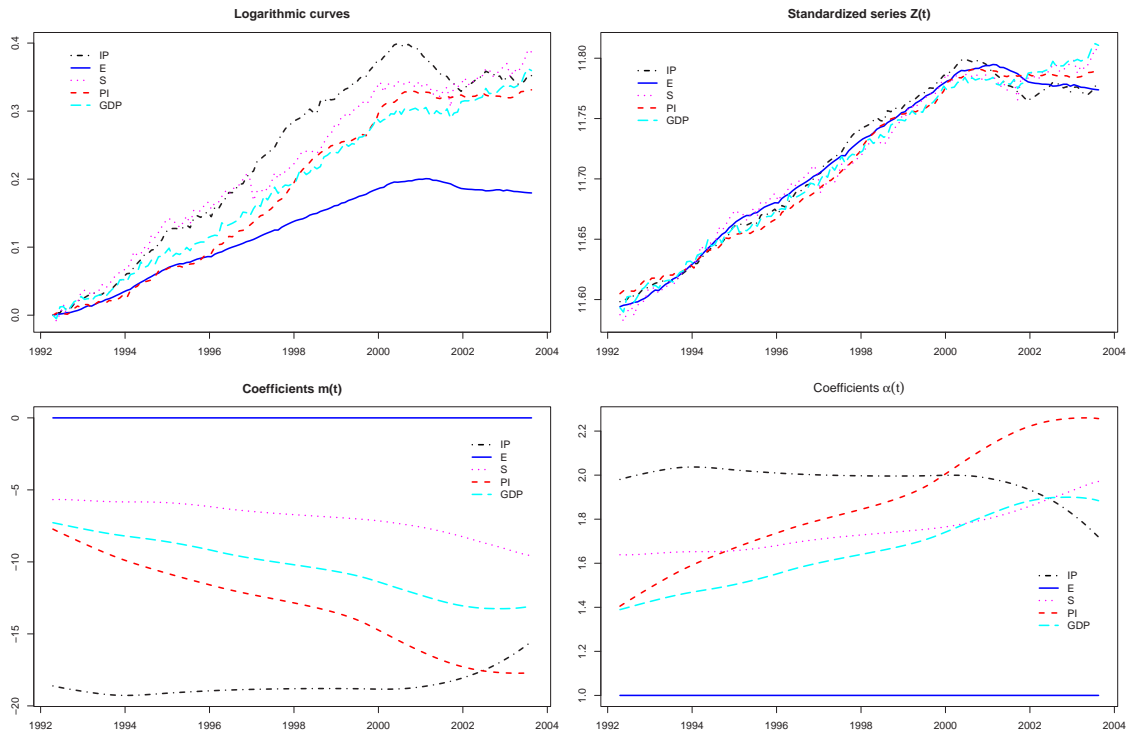 Logarithmic curves
0.4
0.3
0.2
0.1
0.0
IP
E
S
PI
GDP
1992 1994 1996 1998 2000 2002 2004
Standardized series Z(t)
11.80
11.75
11.70
11.65
11.60
IP
E
S
PI
GDP
1992 1994 1996 1998 2000 2002 2004
Coefficients m(t)
0
−5
−10
−15
−20
IP
E
S
PI
GDP
1992 1994 1996 1998 2000 2002 2004
Coefficients α(t)
2.2
2.0
1.8
1.6
1.4
1.2
1.0
IP
E
S
PI
GDP
1992 1994 1996 1998 2000 2002 2004